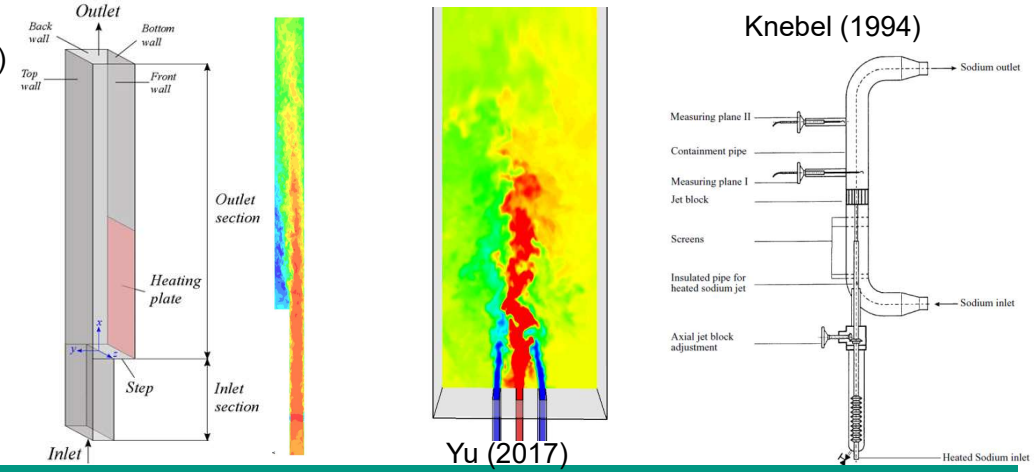 )
Outlet
Back
wall
Bottom
wall
Top
wall
Front
wall
Outlet
section
Heating
plate
x
y
z
Step
Inlet
section
Inlet
Yu (2017)
Knebel (1994)
Sodium outlet
Measuring plane II
Containment pipe
Measuring plane I
Jet block
Screens
Insulated pipe for
heated sodium jet
Sodium inlet
Axial jet block
adjustment
Heated Sodium inlet